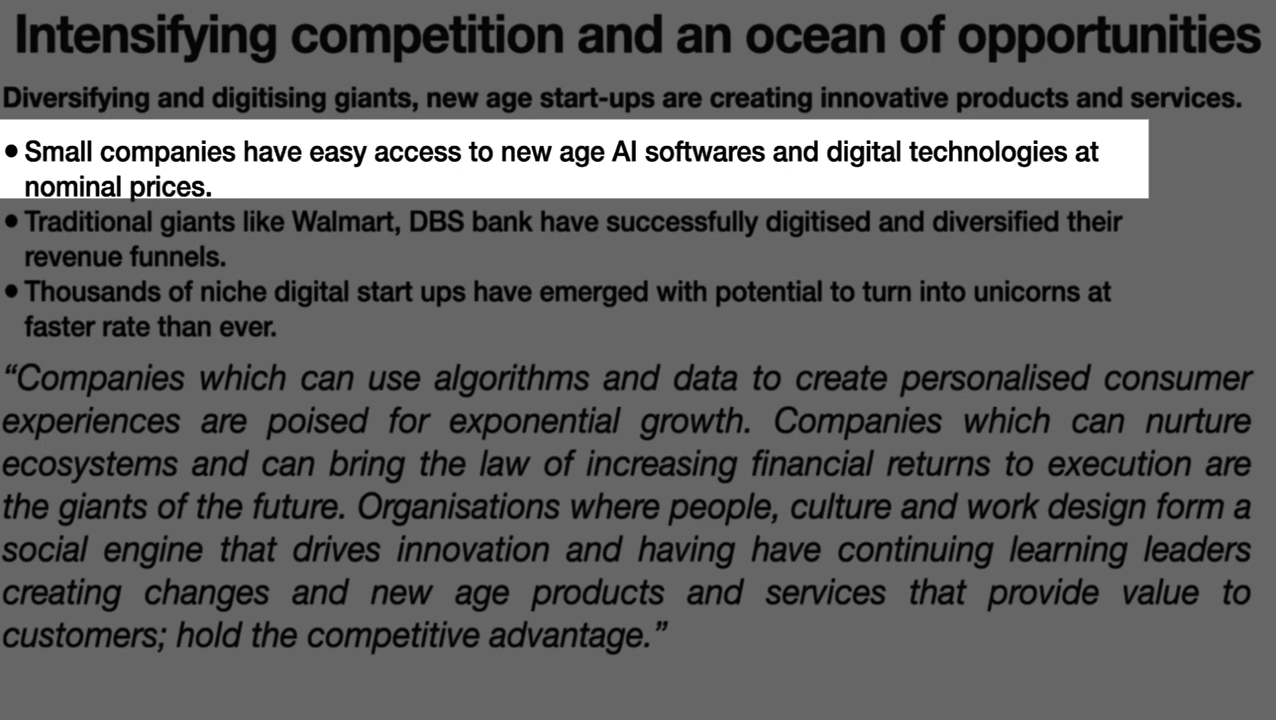 Intensifying competition and an ocean of opportunities
Diversifying and digitising giants, new age start-ups are creating innovative products and services.
• Small companies have easy access to new age AI softwares and digital technologies at
nominal prices.
• Traditional giants like Walmart, DBS bank have successfully digitised and diversified their
revenue funnels.
• Thousands of niche digital start ups have emerged with potential to turn into unicorns at
faster rate than ever.
“Companies which can use algorithms and data to create personalised consumer
experiences are poised for exponential growth. Companies which can nurture
ecosystems and can bring the law of increasing financial returns to execution are
the giants of the future. Organisations where people, culture and work design form a
social engine that drives innovation and having have continuing learning leaders
creating changes and new age products and services that provide value to
customers; hold the competitive advantage.”